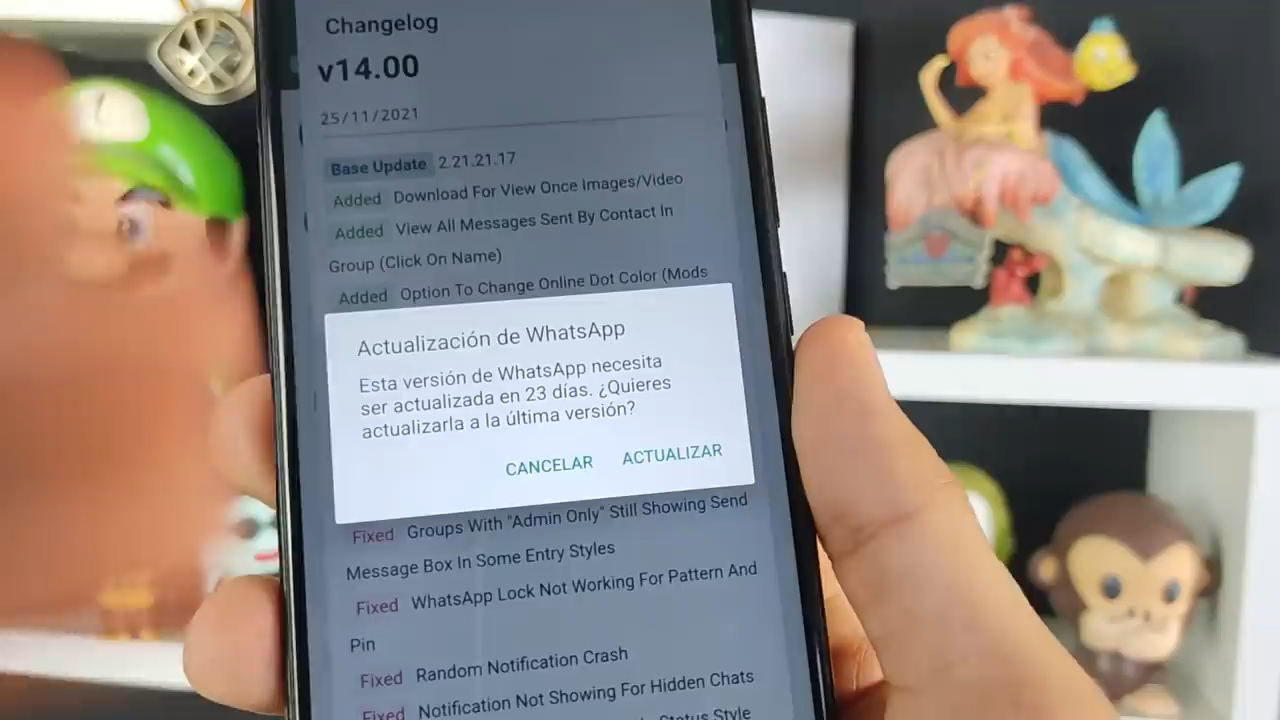 Changelog
v14.00
25/11/2021
Base Update 2.21.21.17
Added Download For View Once Images/Video
Added View All Messages Sent By Contact In
Group (Click On Name)
Added Option To Change Online Dot Color (Mods
Actualización de WhatsApp
Esta versión de WhatsApp necesita
ser actualizada en 23 días. ¿Quieres
actualizarla a la última versión?
CANCELAR ACTUALIZAR
Fixed Groups With "Admin Only" Still Showing Send
Message Box In Some Entry Styles
Fixed WhatsApp Lock Not Working For Pattern And
Pin
Fixed Random Notification Crash
Fixed Notification Not Showing For Hidden Chats
Status Style